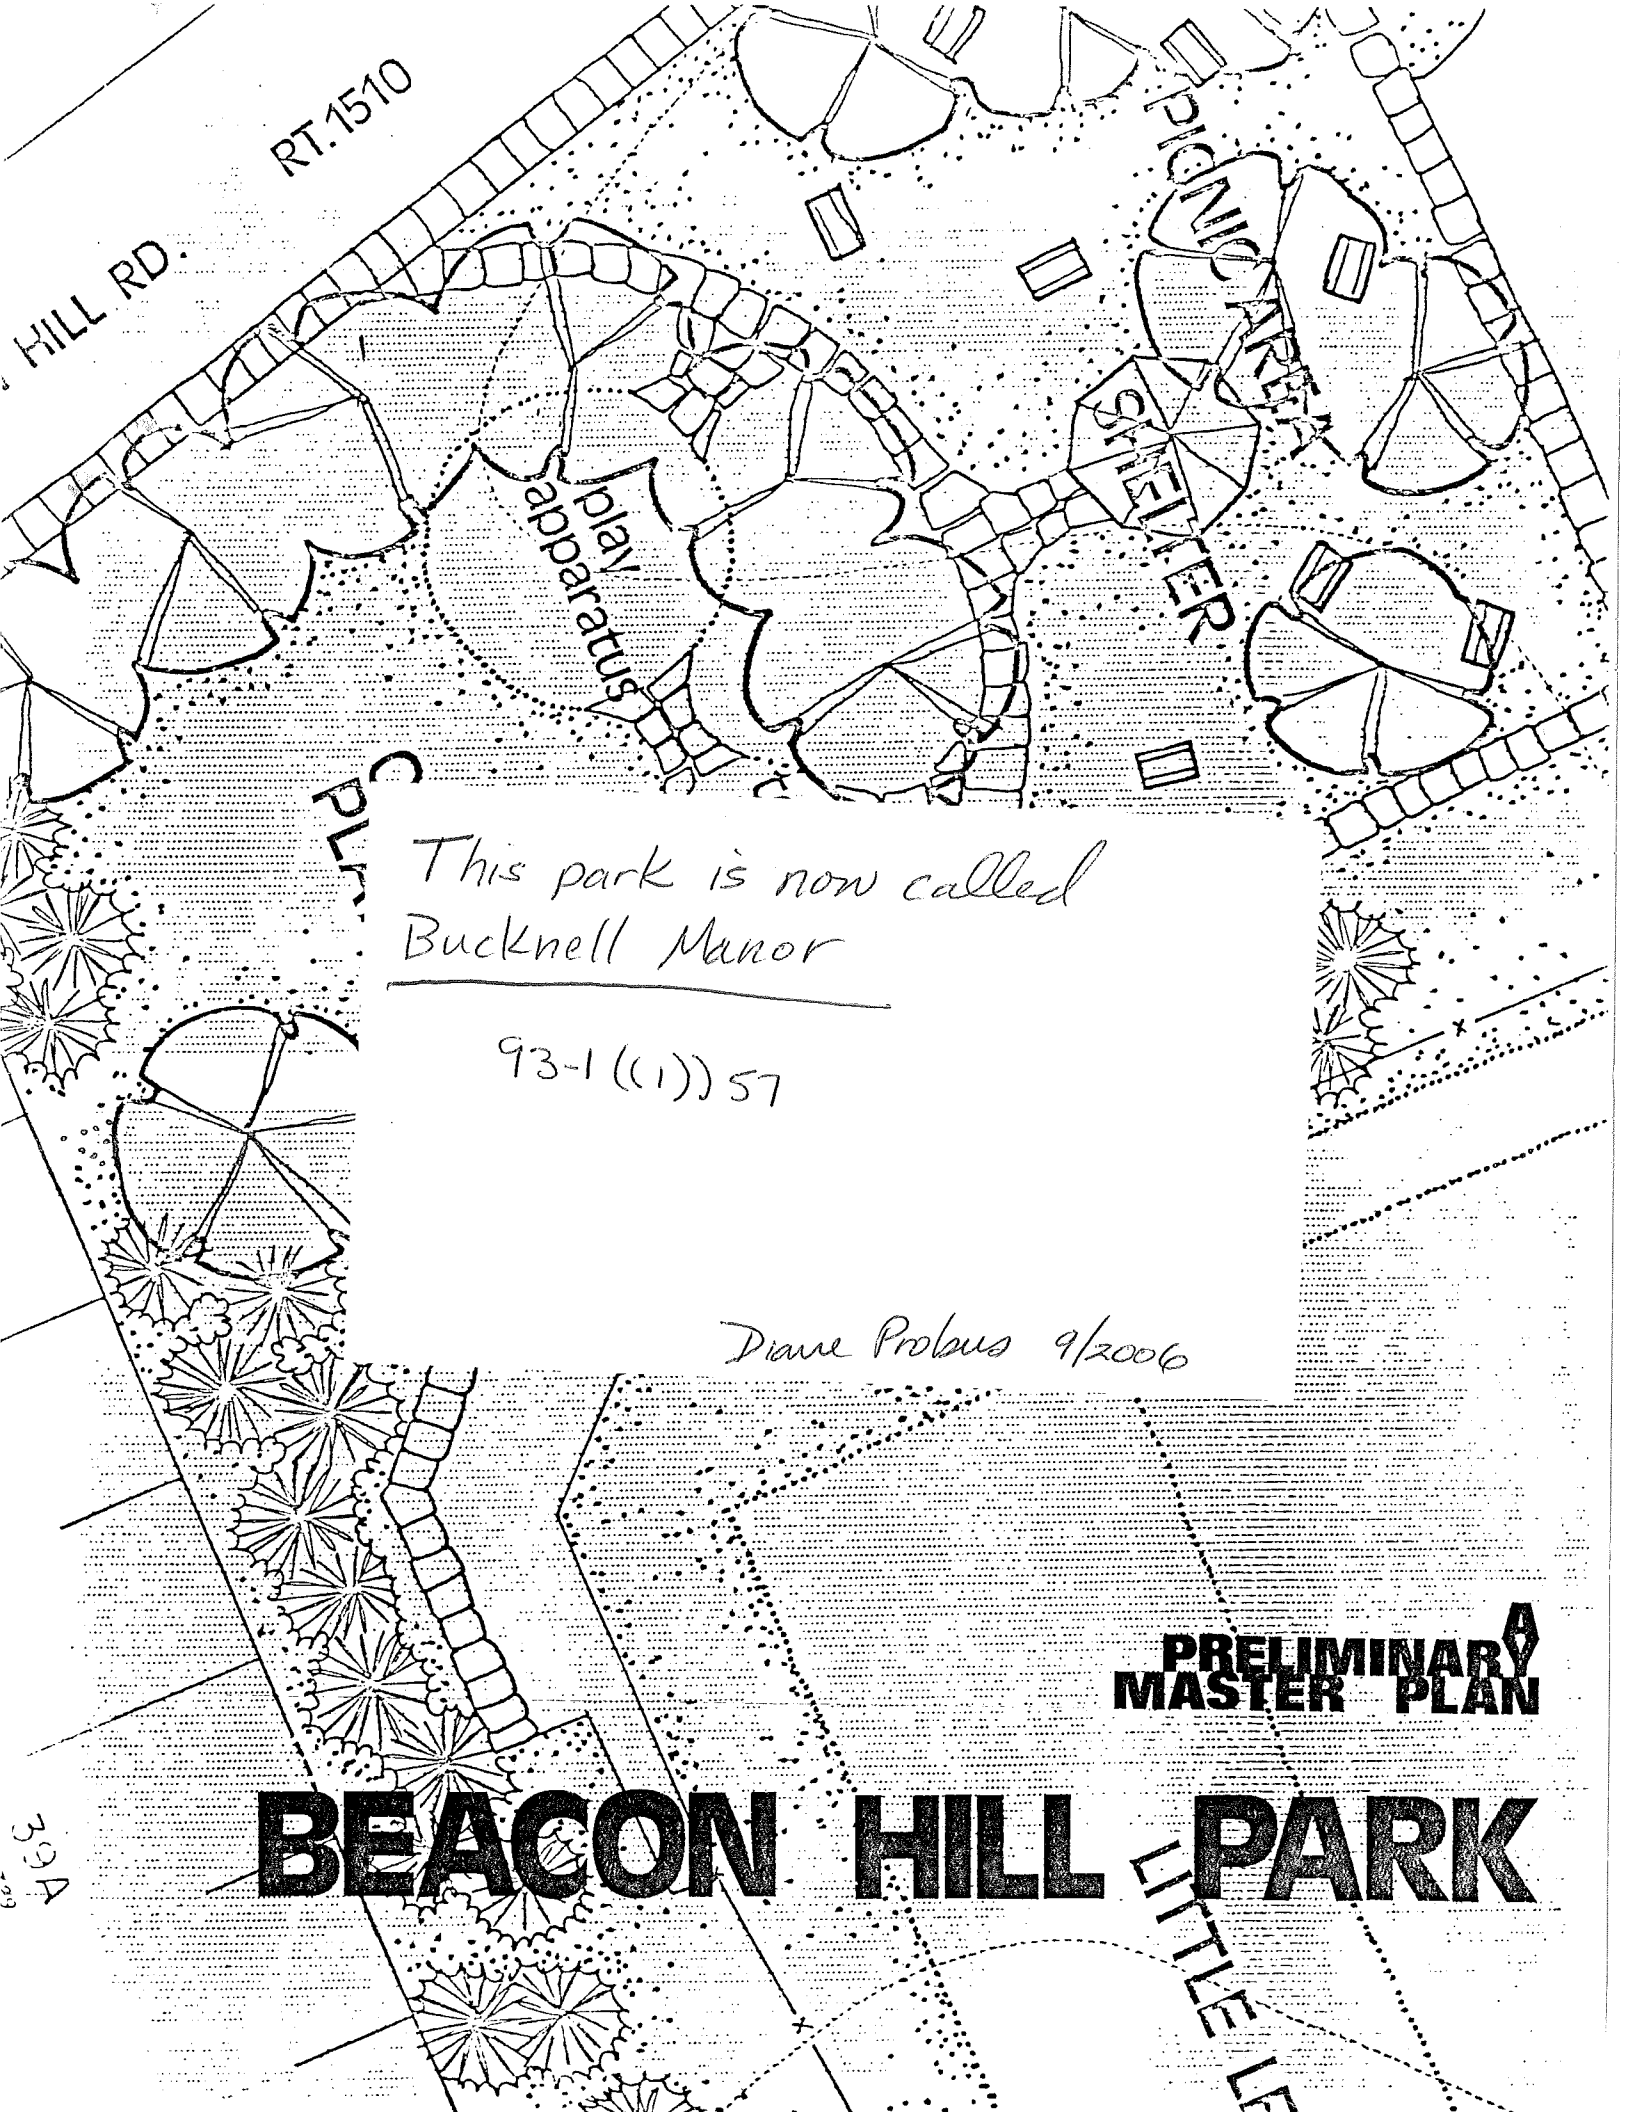 RT. 1510
HILL RD.
PICNIC AREA
SHELTER
play
apparatus
This park is now called
Bucknell Manor
93-1 ((1)) 57
Diane Probus 9/2006
A
PRELIMINARY
MASTER PLAN
BEACON HILL PARK
LITTLE
39A